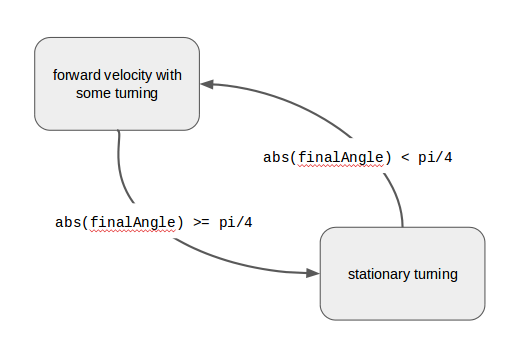 forward velocity with
some turning
abs(finalAngle) < pi/4
abs(finalAngle) >= pi/4
stationary turning